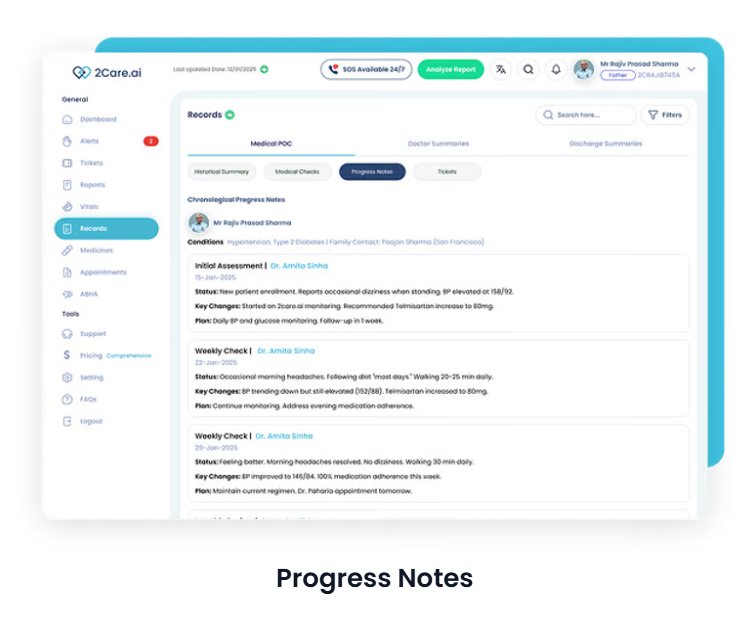 2Care.ai
Last Updated Date: 12/01/2025
SOS Available 24/7
Analyze Report
Mr Rajiv Prasad Sharma
Father
General
Dashboard
Alerts 2
Tickets
Reports
Vitals
Records
Medicines
Appointments
ABHA
Tools
Support
Pricing Comprehensive
Setting
FAQs
Logout
Records
Search here...
Filters
Medical POC
Doctor Summaries
Discharge Summaries
Historical Summary
Medical Checks
Progress Notes
Tickets
Chronological Progress Notes
Mr Rajiv Prasad Sharma
Conditions Hypertension, Type 2 Diabetes | Family Contact: Poojan Sharma (San Francisco)
Initial Assessment | Dr. Amita Sinha
15-Jan-2025
Status: New patient enrollment. Reports occasional dizziness when standing. BP elevated at 158/92.
Key Changes: Started on 2care.ai monitoring. Recommended Telmisartan increase to 80mg.
Plan: Daily BP and glucose monitoring. Follow-up in 1 week.
Weekly Check | Dr. Amita Sinha
22-Jan-2025
Status: Occasional morning headaches. Following diet "most days." Walking 20-25 min daily.
Key Changes: BP trending down but still elevated (152/88). Telmisartan increased to 80mg.
Plan: Continue monitoring. Address evening medication adherence.
Weekly Check | Dr. Amita Sinha
29-Jan-2025
Status: Feeling better. Morning headaches resolved. No dizziness. Walking 30 min daily.
Key Changes: BP improved to 146/84. 100% medication adherence this week.
Plan: Maintain current regimen. Dr. Paharia appointment tomorrow.
Progress Notes